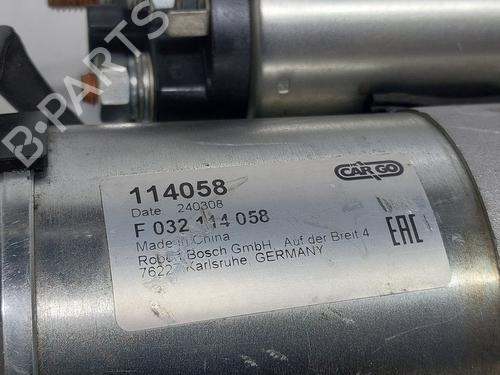 B-PARTS
HC
CARGO
114058
Date 240308
F 032 114 058
Made in China
Robert Bosch GmbH, Auf der Breit 4
7622 Karlsruhe, GERMANY
EAC